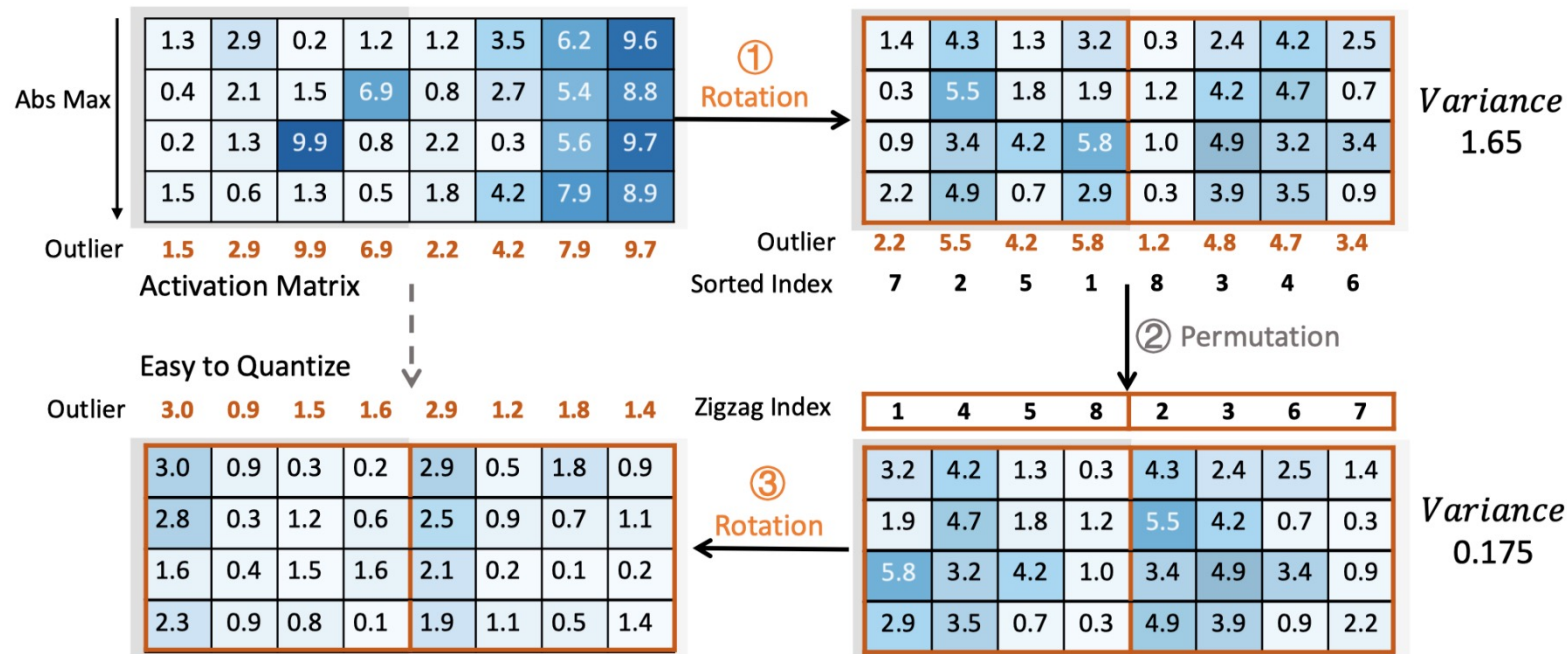 1.3 2.9 0.2 1.2 1.2 3.5 6.2 9.6
Abs Max
0.4 2.1 1.5 6.9 0.8 2.7 5.4 8.8
0.2 1.3 9.9 0.8 2.2 0.3 5.6 9.7
1.5 0.6 1.3 0.5 1.8 4.2 7.9 8.9
Outlier 1.5 2.9 9.9 6.9 2.2 4.2 7.9 9.7
Activation Matrix
①
Rotation
1.4 4.3 1.3 3.2 0.3 2.4 4.2 2.5
0.3 5.5 1.8 1.9 1.2 4.2 4.7 0.7
0.9 3.4 4.2 5.8 1.0 4.9 3.2 3.4
2.2 4.9 0.7 2.9 0.3 3.9 3.5 0.9
Variance
1.65
Outlier 2.2 5.5 4.2 5.8 1.2 4.8 4.7 3.4
Sorted Index 7 2 5 1 8 3 4 6
② Permutation
Zigzag Index 1 4 5 8 2 3 6 7
3.2 4.2 1.3 0.3 4.3 2.4 2.5 1.4
1.9 4.7 1.8 1.2 5.5 4.2 0.7 0.3
5.8 3.2 4.2 1.0 3.4 4.9 3.4 0.9
2.9 3.5 0.7 0.3 4.9 3.9 0.9 2.2
Variance
0.175
③
Rotation
Easy to Quantize
Outlier 3.0 0.9 1.5 1.6 2.9 1.2 1.8 1.4
3.0 0.9 0.3 0.2 2.9 0.5 1.8 0.9
2.8 0.3 1.2 0.6 2.5 0.9 0.7 1.1
1.6 0.4 1.5 1.6 2.1 0.2 0.1 0.2
2.3 0.9 0.8 0.1 1.9 1.1 0.5 1.4